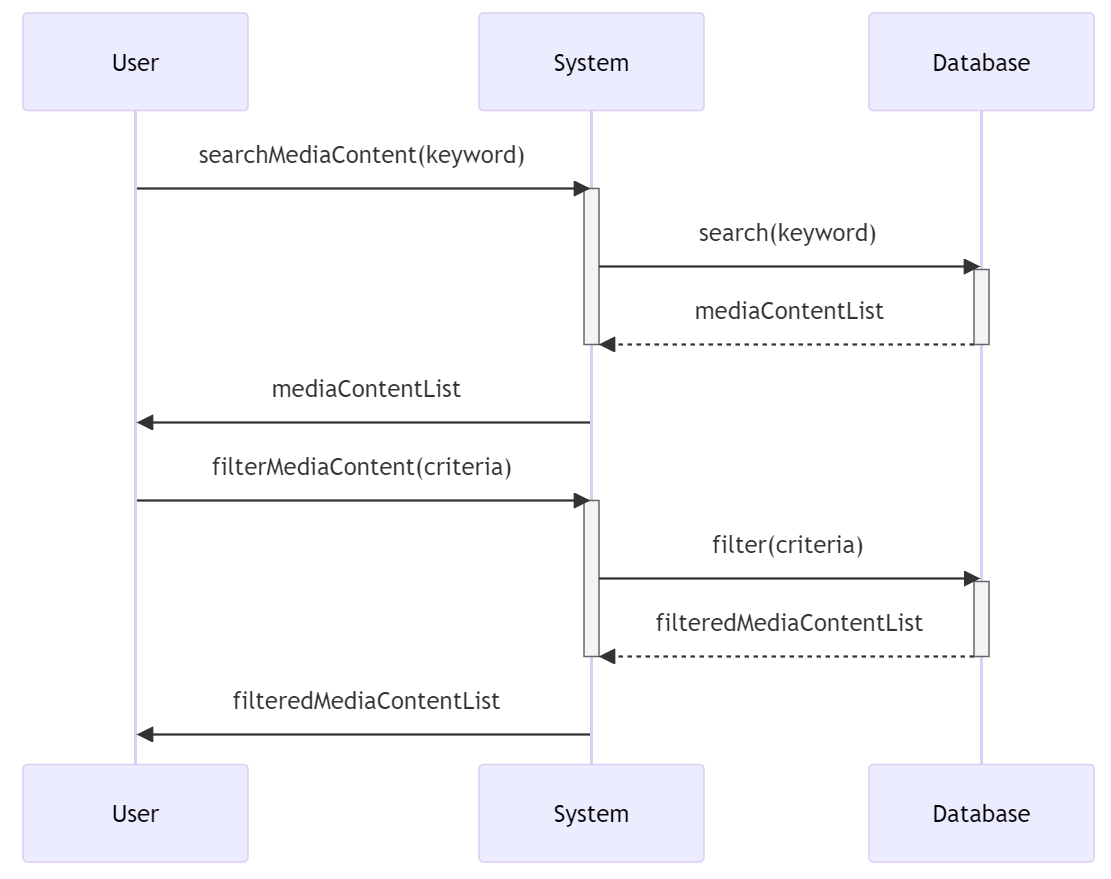 User
System
Database
searchMediaContent(keyword)
search(keyword)
mediaContentList
mediaContentList
filterMediaContent(criteria)
filter(criteria)
filteredMediaContentList
filteredMediaContentList
User
System
Database